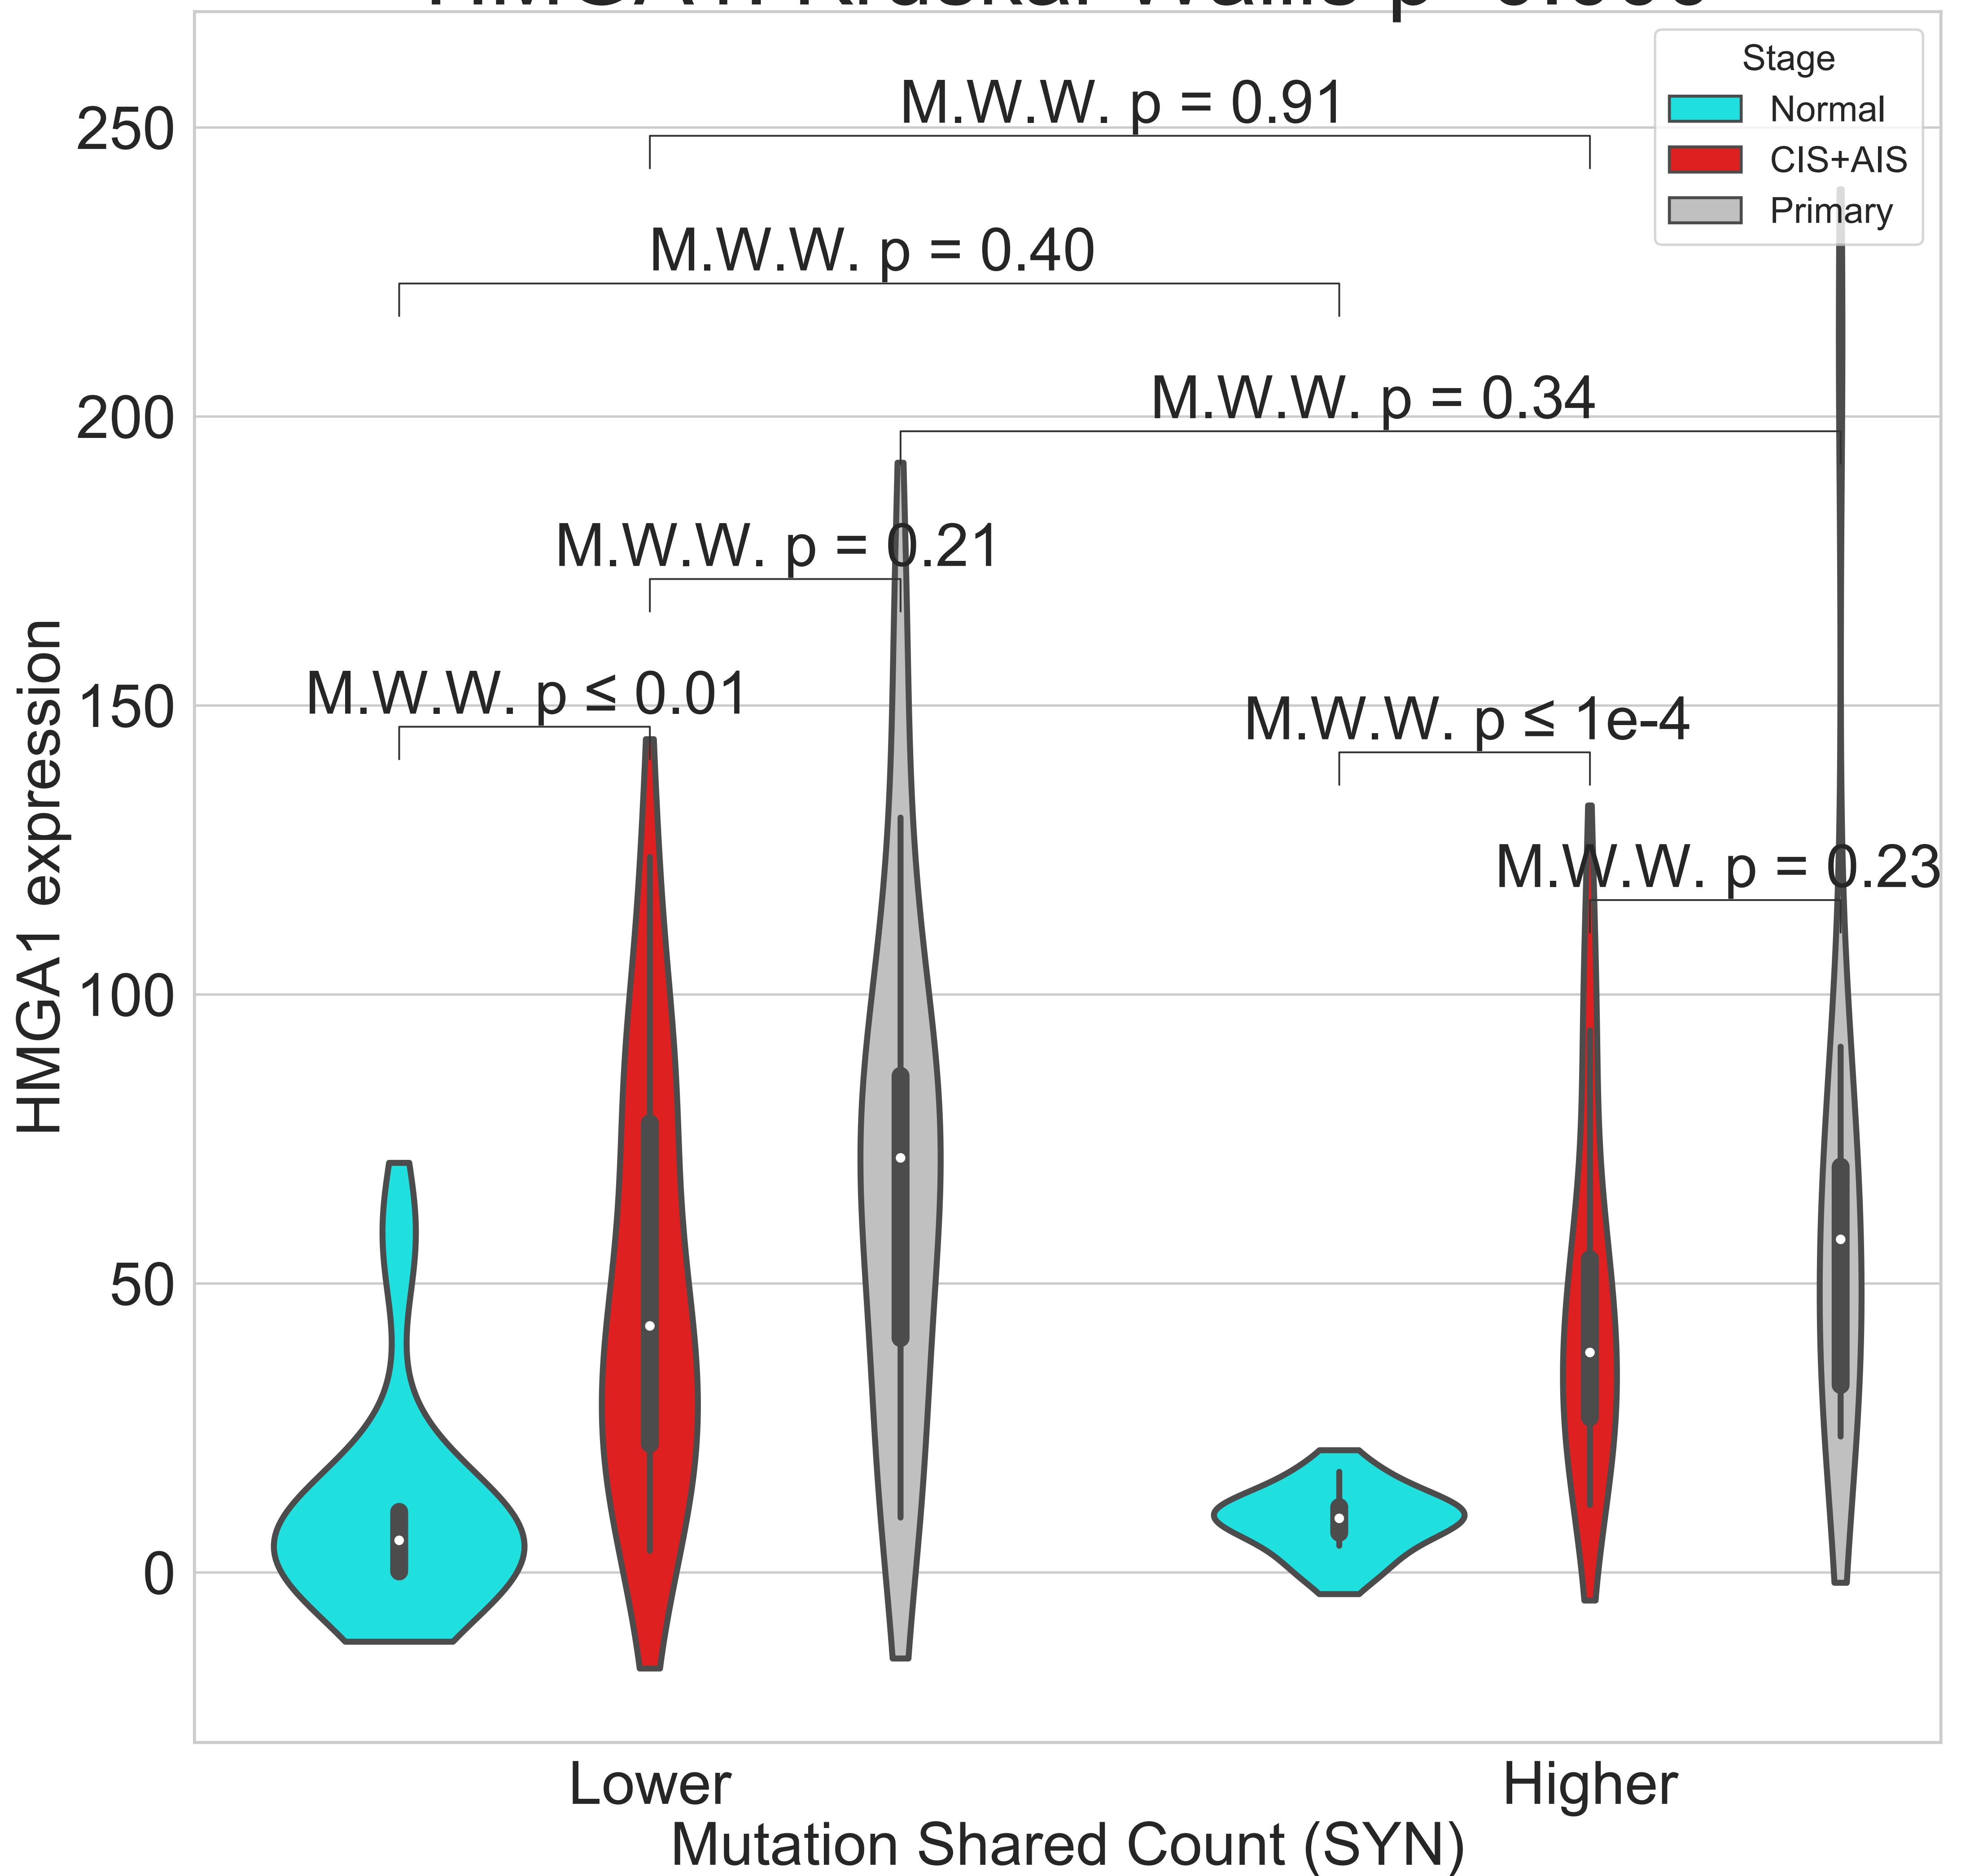 Stage
Normal
CIS+AIS
Primary
M.W.W. p = 0.91
M.W.W. p = 0.40
M.W.W. p = 0.34
M.W.W. p = 0.21
M.W.W. p ≤ 0.01
M.W.W. p ≤ 1e-4
M.W.W. p = 0.23
250
200
150
100
50
0
HMGA1 expression
Lower
Higher
Mutation Shared Count (SYN)